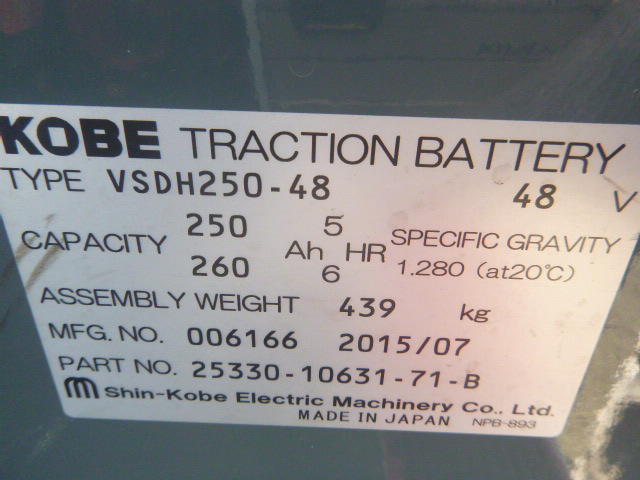 KOBE TRACTION BATTERY
TYPE VSDH250-48 48 V
CAPACITY 250 Ah 5 HR SPECIFIC GRAVITY
260 6 1.280 (at20°C)
ASSEMBLY WEIGHT 439 kg
MFG. NO. 006166 2015/07
PART NO. 25330-10631-71-B
Shin-Kobe Electric Machinery Co., Ltd.
MADE IN JAPAN NPB-893